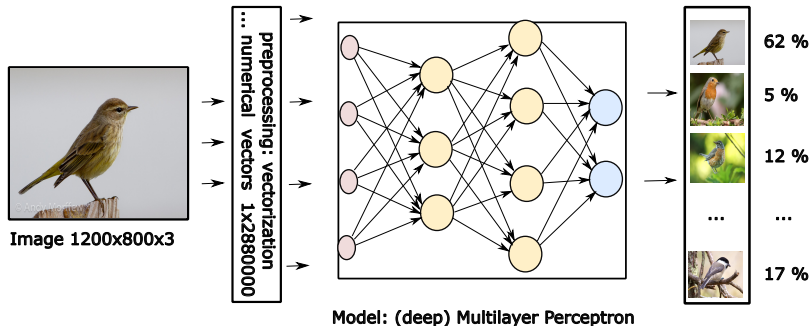 Image 1200x800x3
preprocessing: vectorization
... numerical vectors 1x2880000
Model: (deep) Multilayer Perceptron
62 %
5 %
12 %
... ...
17 %